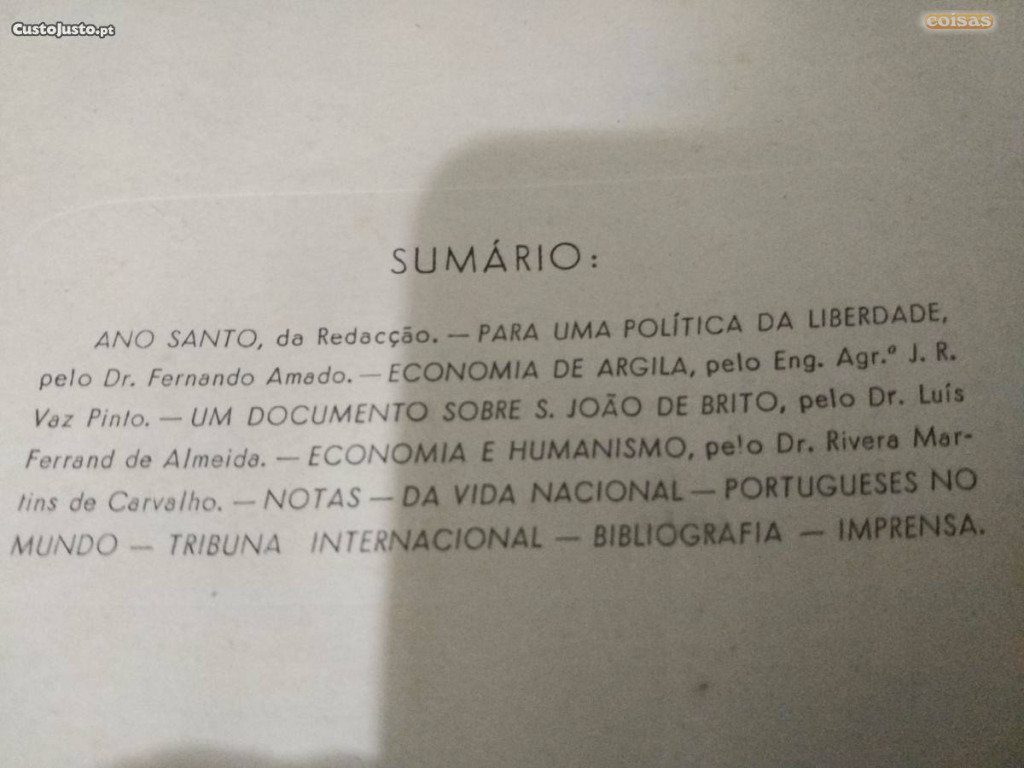 CustoJusto.pt
coisas
SUMÁRIO:
ANO SANTO, da Redacção. — PARA UMA POLÍTICA DA LIBERDADE,
pelo Dr. Fernando Amado. — ECONOMIA DE ARGILA, pelo Eng. Agr.º J. R.
Vaz Pinto. — UM DOCUMENTO SOBRE S. JOÃO DE BRITO, pelo Dr. Luís
Ferrand de Almeida. — ECONOMIA E HUMANISMO, pelo Dr. Rivera Mar-
tins de Carvalho. — NOTAS — DA VIDA NACIONAL — PORTUGUESES NO
MUNDO — TRIBUNA INTERNACIONAL — BIBLIOGRAFIA — IMPRENSA.